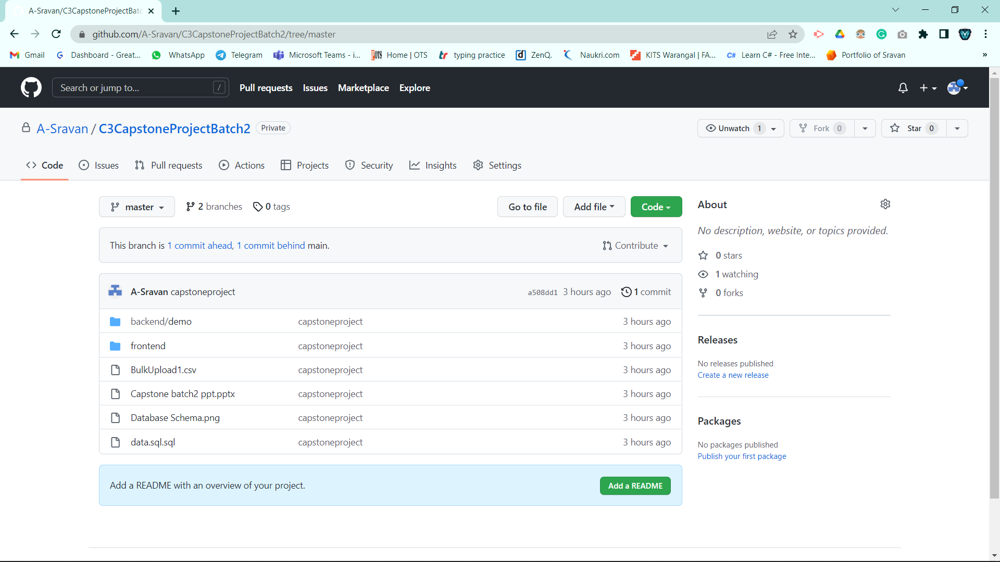 A-Sravan/C3CapstoneProjectBatc
github.com/A-Sravan/C3CapstoneProjectBatch2/tree/master
Gmail Dashboard - Great... WhatsApp Telegram Microsoft Teams - i... OTS Home | OTS tr typing practice d ZenQ. Naukri.com KITS Warangal | FA... C# Learn C# - Free Inte... Portfolio of Sravan »
Search or jump to... / Pull requests Issues Marketplace Explore
A-Sravan / C3CapstoneProjectBatch2 Private Unwatch 1 Fork 0 Star 0
Code Issues Pull requests Actions Projects Security Insights Settings
master 2 branches 0 tags Go to file Add file Code
This branch is 1 commit ahead, 1 commit behind main. Contribute
A-Sravan capstoneproject a508dd1 3 hours ago 1 commit
backend/demo capstoneproject 3 hours ago
frontend capstoneproject 3 hours ago
BulkUpload1.csv capstoneproject 3 hours ago
Capstone batch2 ppt.pptx capstoneproject 3 hours ago
Database Schema.png capstoneproject 3 hours ago
data.sql.sql capstoneproject 3 hours ago
Add a README with an overview of your project. Add a README
About
No description, website, or topics provided.
0 stars
1 watching
0 forks
Releases
No releases published
Create a new release
Packages
No packages published
Publish your first package